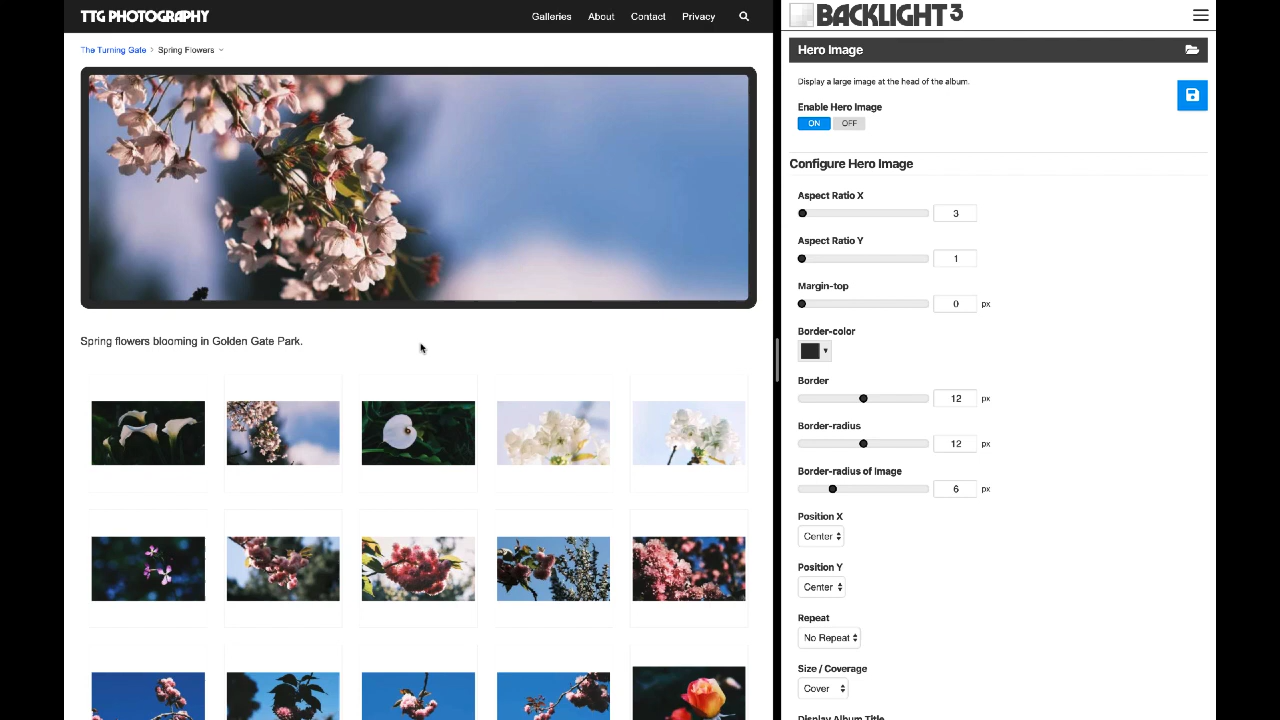 TTG PHOTOGRAPHY
Galleries About Contact Privacy
The Turning Gate › Spring Flowers
Spring flowers blooming in Golden Gate Park.
BACKLIGHT 3
Hero Image
Display a large image at the head of the album.
Enable Hero Image
ON OFF
Configure Hero Image
Aspect Ratio X
3
Aspect Ratio Y
1
Margin-top
0 px
Border-color
Border
12 px
Border-radius
12 px
Border-radius of Image
6 px
Position X
Center
Position Y
Center
Repeat
No Repeat
Size / Coverage
Cover
Display Album Title